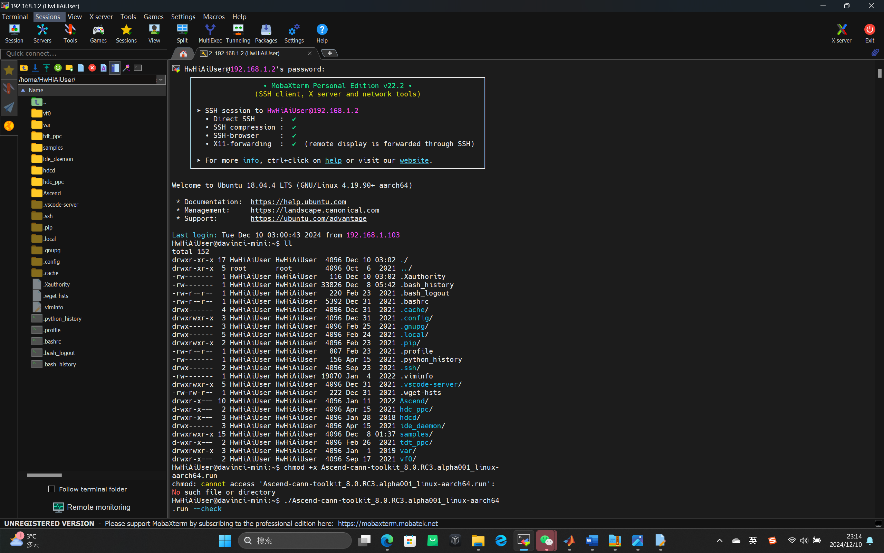 192.168.1.2 (HwHiAiUser)
Terminal Sessions View X server Tools Games Settings Macros Help
Session Servers Tools Games Sessions View Split MultiExec Tunneling Packages Settings Help X server Exit
Quick connect...
2. 192.168.1.2 (HwHiAiUser)
/home/HwHiAiUser/
Name
..
vf0
var
tdt_ppc
samples
ide_daemon
hdcd
hdc_ppc
Ascend
.vscode-server
.ssh
.pip
.local
.gnupg
.config
.cache
.Xauthority
.wget_hsts
.viminfo
.python_history
.profile
.bashrc
.bash_logout
.bash_history
Follow terminal folder
Remote monitoring
HwHiAiUser@192.168.1.2's password:
• MobaXterm Personal Edition v22.2 •
(SSH client, X server and network tools)
➤ SSH session to HwHiAiUser@192.168.1.2
• Direct SSH : ✔
• SSH compression : ✔
• SSH-browser : ✔
• X11-forwarding : ✔ (remote display is forwarded through SSH)
➤ For more info, ctrl+click on help or visit our website.
Welcome to Ubuntu 18.04.4 LTS (GNU/Linux 4.19.90+ aarch64)
* Documentation: https://help.ubuntu.com
* Management: https://landscape.canonical.com
* Support: https://ubuntu.com/advantage
Last login: Tue Dec 10 03:00:43 2024 from 192.168.1.103
HwHiAiUser@davinci-mini:~$ ll
total 152
drwxr-xr-x 17 HwHiAiUser HwHiAiUser 4096 Dec 10 03:02 ./
drwxr-xr-x 5 root root 4096 Oct 6 2021 ../
-rw------- 1 HwHiAiUser HwHiAiUser 116 Dec 10 03:02 .Xauthority
-rw------- 1 HwHiAiUser HwHiAiUser 33826 Dec 8 05:42 .bash_history
-rw-r--r-- 1 HwHiAiUser HwHiAiUser 220 Feb 23 2021 .bash_logout
-rw-r--r-- 1 HwHiAiUser HwHiAiUser 5392 Dec 31 2021 .bashrc
drwx------ 4 HwHiAiUser HwHiAiUser 4096 Dec 31 2021 .cache/
drwxrwxr-x 3 HwHiAiUser HwHiAiUser 4096 Dec 31 2021 .config/
drwx------ 3 HwHiAiUser HwHiAiUser 4096 Feb 25 2021 .gnupg/
drwx------ 5 HwHiAiUser HwHiAiUser 4096 Feb 24 2021 .local/
drwxrwxr-x 2 HwHiAiUser HwHiAiUser 4096 Feb 23 2021 .pip/
-rw-r--r-- 1 HwHiAiUser HwHiAiUser 807 Feb 23 2021 .profile
-rw------- 1 HwHiAiUser HwHiAiUser 156 Apr 15 2021 .python_history
drwx------ 2 HwHiAiUser HwHiAiUser 4096 Sep 23 2021 .ssh/
-rw------- 1 HwHiAiUser HwHiAiUser 19070 Jan 4 2022 .viminfo
drwxrwxr-x 5 HwHiAiUser HwHiAiUser 4096 Dec 31 2021 .vscode-server/
-rw-rw-r-- 1 HwHiAiUser HwHiAiUser 222 Dec 31 2021 .wget_hsts
drwxr-x--- 10 HwHiAiUser HwHiAiUser 4096 Jan 11 2022 Ascend/
d-wxr-x--- 2 HwHiAiUser HwHiAiUser 4096 Apr 15 2021 hdc_ppc/
drwxr-x--- 3 HwHiAiUser HwHiAiUser 4096 Jan 28 2018 hdcd/
drwx------ 3 HwHiAiUser HwHiAiUser 4096 Apr 15 2021 ide_daemon/
drwxrwxr-x 15 HwHiAiUser HwHiAiUser 4096 Dec 8 01:37 samples/
d-wxr-x--- 2 HwHiAiUser HwHiAiUser 4096 Feb 26 2021 tdt_ppc/
drwxr-x--- 3 HwHiAiUser HwHiAiUser 4096 Jan 1 2019 var/
drwxr-x--- 2 HwHiAiUser HwHiAiUser 4096 Sep 17 2021 vf0/
HwHiAiUser@davinci-mini:~$ chmod +x Ascend-cann-toolkit_8.0.RC3.alpha001_linux-
aarch64.run
chmod: cannot access 'Ascend-cann-toolkit_8.0.RC3.alpha001_linux-aarch64.run':
No such file or directory
HwHiAiUser@davinci-mini:~$ ./Ascend-cann-toolkit_8.0.RC3.alpha001_linux-aarch64
.run --check
UNREGISTERED VERSION - Please support MobaXterm by subscribing to the professional edition here: https://mobaxterm.mobatek.net
3°C
多云
搜索
英
23:14
2024/12/10